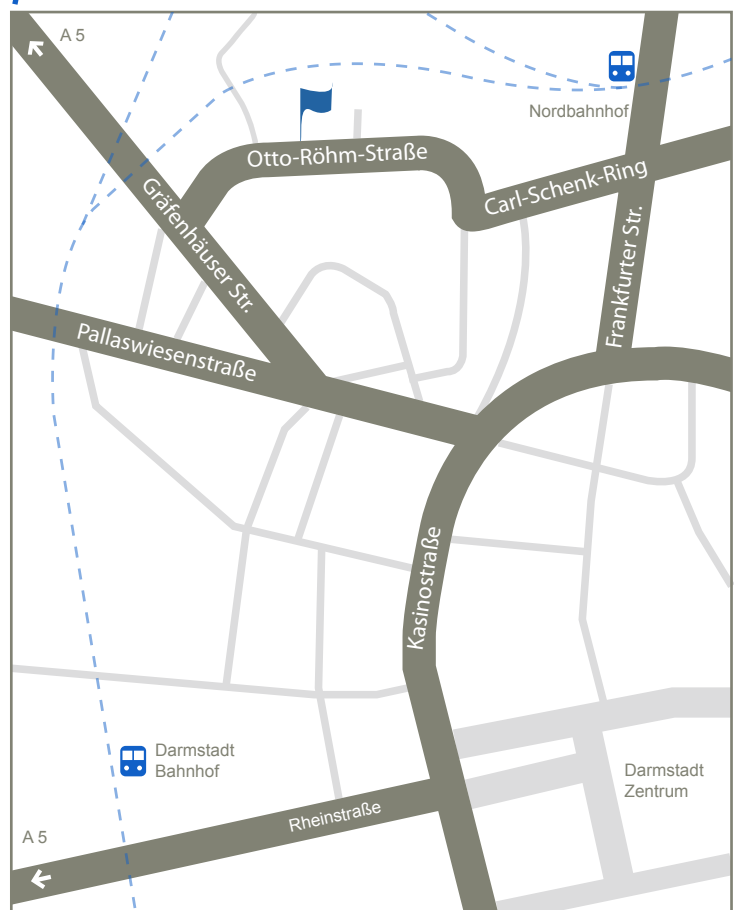 A 5
Nordbahnhof
Otto-Röhm-Straße
Carl-Schenk-Ring
Gräfenhäuser Str.
Frankfurter Str.
Pallaswiesenstraße
Kasinostraße
Darmstadt
Bahnhof
Darmstadt
Zentrum
Rheinstraße
A 5